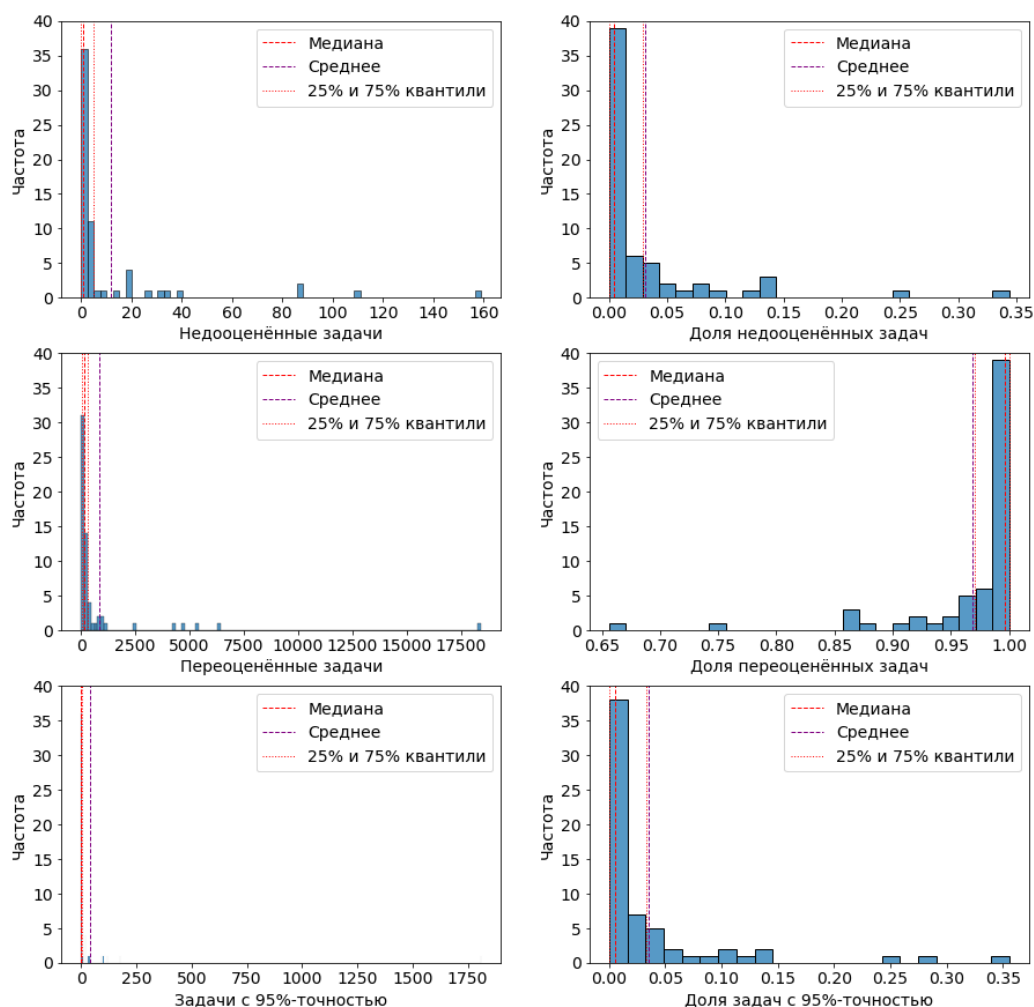 40
35
30
25
20
15
10
5
0
Частота
Медиана
Среднее
25% и 75% квантили
0 20 40 60 80 100 120 140 160
Недооценённые задачи
40
35
30
25
20
15
10
5
0
Частота
Медиана
Среднее
25% и 75% квантили
0.00 0.05 0.10 0.15 0.20 0.25 0.30 0.35
Доля недооценённых задач
40
35
30
25
20
15
10
5
0
Частота
Медиана
Среднее
25% и 75% квантили
0 2500 5000 7500 10000 12500 15000 17500
Переоценённые задачи
40
35
30
25
20
15
10
5
0
Частота
Медиана
Среднее
25% и 75% квантили
0.65 0.70 0.75 0.80 0.85 0.90 0.95 1.00
Доля переоценённых задач
40
35
30
25
20
15
10
5
0
Частота
Медиана
Среднее
25% и 75% квантили
0 250 500 750 1000 1250 1500 1750
Задачи с 95%-точностью
40
35
30
25
20
15
10
5
0
Частота
Медиана
Среднее
25% и 75% квантили
0.00 0.05 0.10 0.15 0.20 0.25 0.30 0.35
Доля задач с 95%-точностью